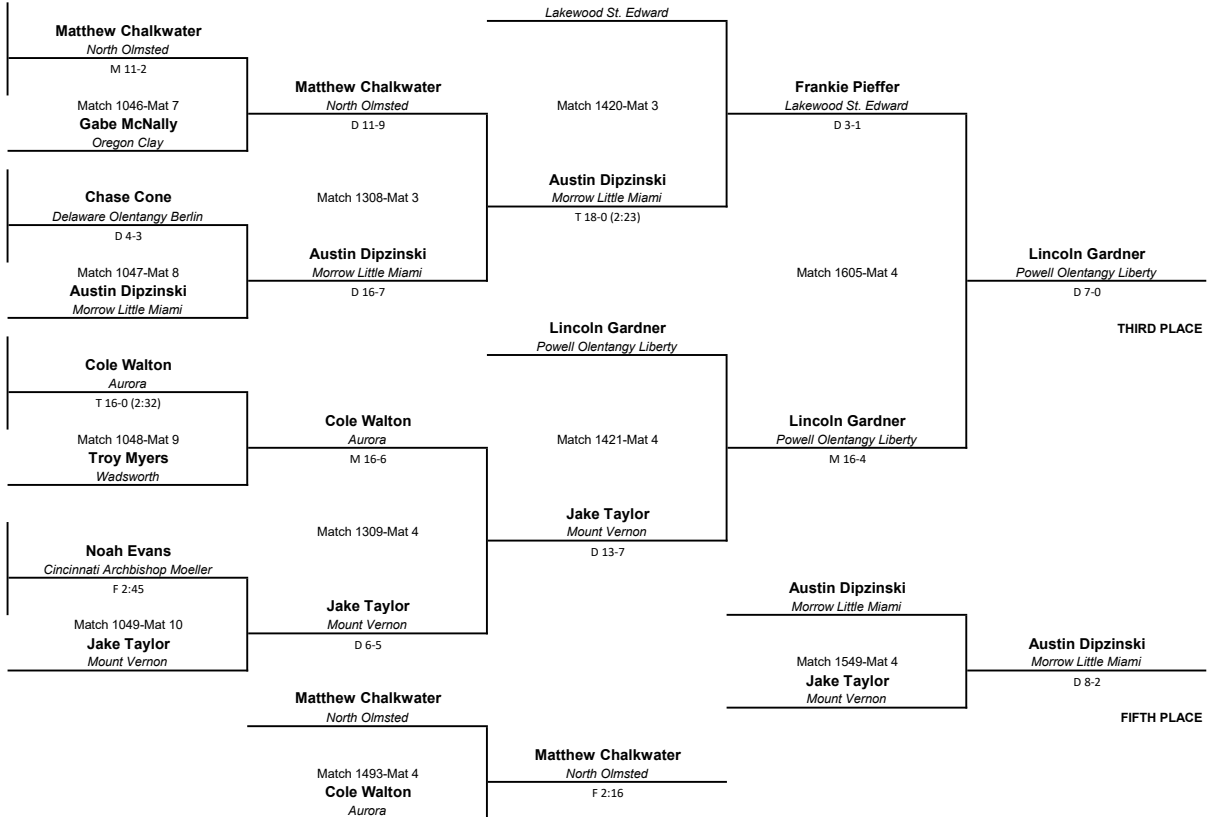 Lakewood St. Edward
Matthew Chalkwater
North Olmsted
M 11-2
Match 1046-Mat 7
Gabe McNally
Oregon Clay
Matthew Chalkwater
North Olmsted
D 11-9
Match 1420-Mat 3
Frankie Pieffer
Lakewood St. Edward
D 3-1
Chase Cone
Delaware Olentangy Berlin
D 4-3
Match 1047-Mat 8
Austin Dipzinski
Morrow Little Miami
Match 1308-Mat 3
Austin Dipzinski
Morrow Little Miami
D 16-7
Austin Dipzinski
Morrow Little Miami
T 18-0 (2:23)
Match 1605-Mat 4
Lincoln Gardner
Powell Olentangy Liberty
D 7-0
THIRD PLACE
Cole Walton
Aurora
T 16-0 (2:32)
Match 1048-Mat 9
Troy Myers
Wadsworth
Cole Walton
Aurora
M 16-6
Lincoln Gardner
Powell Olentangy Liberty
Match 1421-Mat 4
Lincoln Gardner
Powell Olentangy Liberty
M 16-4
Noah Evans
Cincinnati Archbishop Moeller
F 2:45
Match 1049-Mat 10
Jake Taylor
Mount Vernon
Match 1309-Mat 4
Jake Taylor
Mount Vernon
D 6-5
Jake Taylor
Mount Vernon
D 13-7
Austin Dipzinski
Morrow Little Miami
Match 1549-Mat 4
Jake Taylor
Mount Vernon
Austin Dipzinski
Morrow Little Miami
D 8-2
FIFTH PLACE
Matthew Chalkwater
North Olmsted
Match 1493-Mat 4
Cole Walton
Aurora
Matthew Chalkwater
North Olmsted
F 2:16